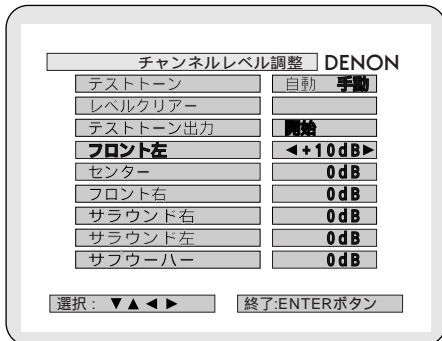 チャンネルレベル調整 DENON
テストトーン 自動 手動
レベルクリアー
テストトーン出力 開始
フロント左 ◀+10dB▶
センター 0dB
フロント右 0dB
サラウンド右 0dB
サラウンド左 0dB
サブウーハー 0dB
選択: ▼▲◀▶ 終了:ENTERボタン